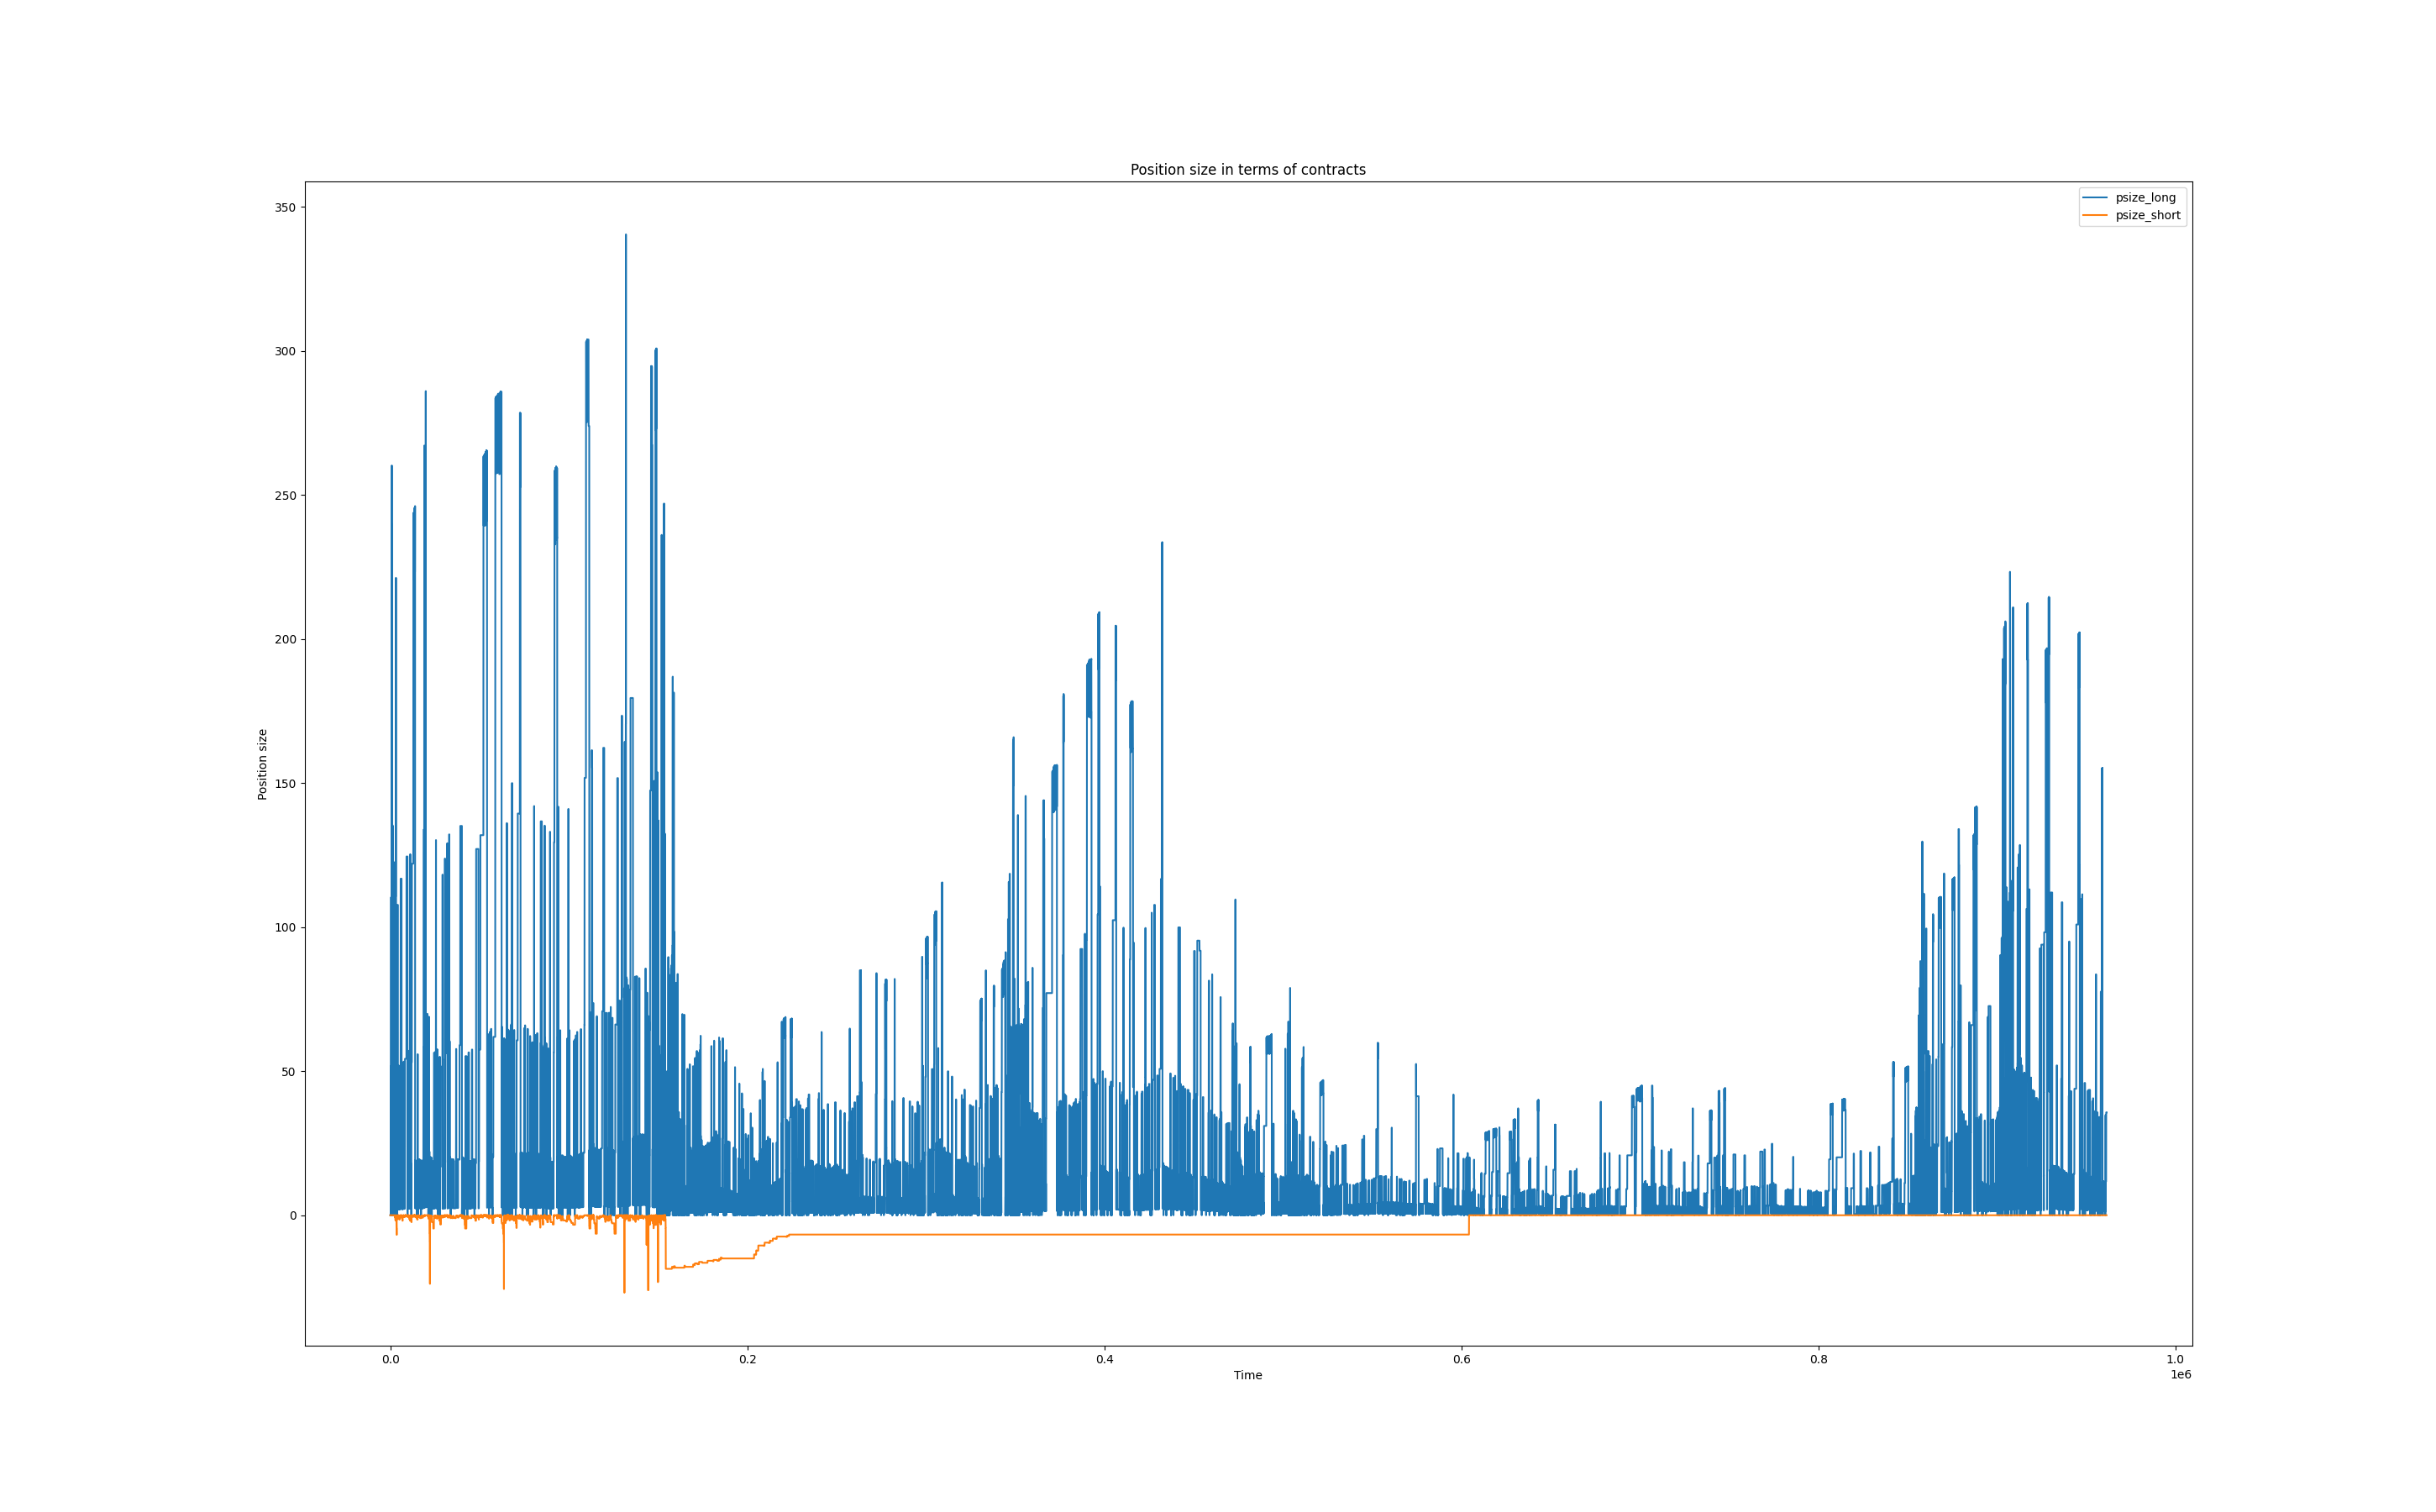 Position size in terms of contracts
psize_long
psize_short
350
300
250
200
150
100
50
0
Position size
0.0 0.2 0.4 0.6 0.8 1.0
Time
1e6